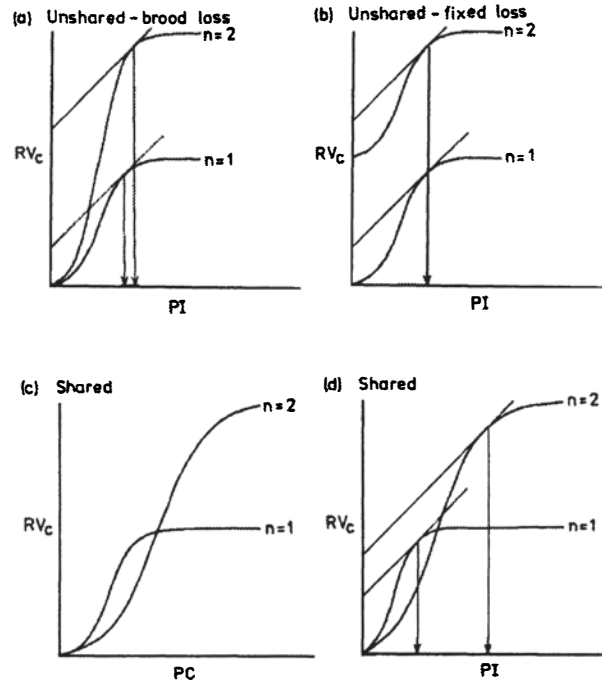 (a) Unshared - brood loss
n=2
RVC
n=1
PI
(b) Unshared - fixed loss
n=2
RVC
n=1
PI
(c) Shared
n=2
RVC
n=1
PC
(d) Shared
n=2
RVC
n=1
PI